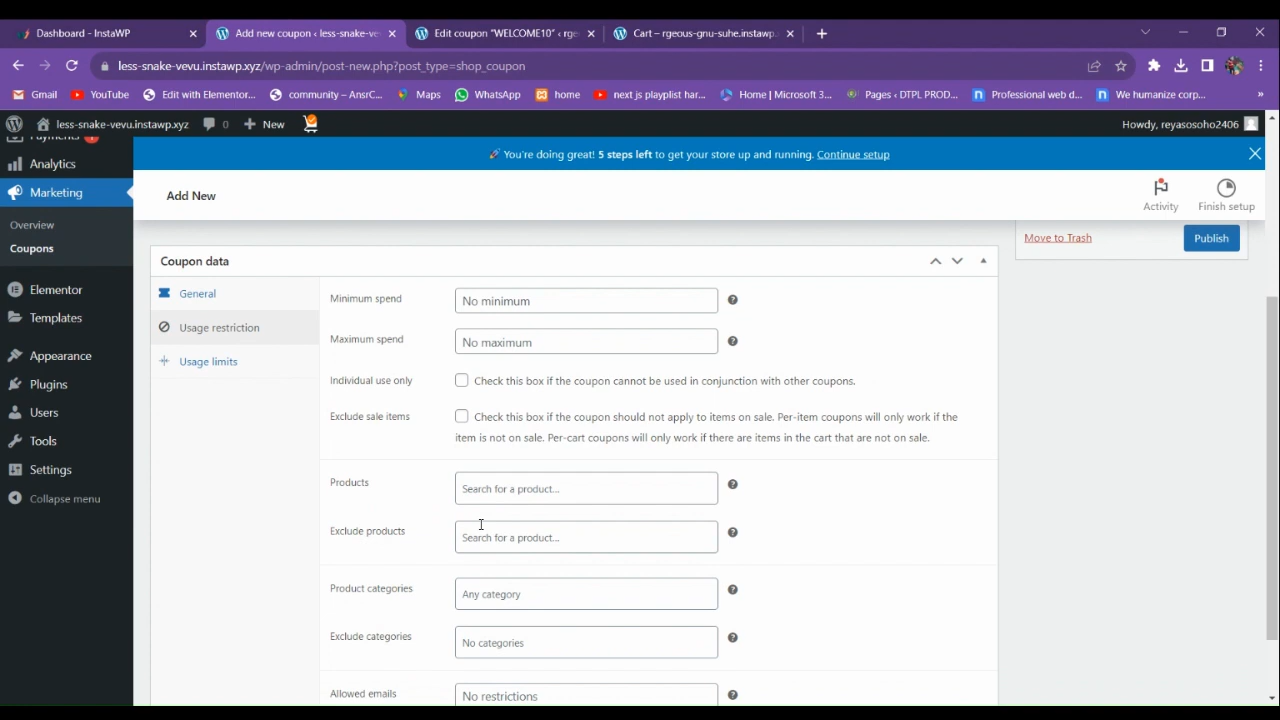 Dashboard - InstaWP
Add new coupon ‹ less-snake-ve
Edit coupon "WELCOME10" ‹ rge
Cart – rgeous-gnu-suhe.instawp.
less-snake-vevu.instawp.xyz/wp-admin/post-new.php?post_type=shop_coupon
Gmail
YouTube
Edit with Elementor...
community – AnsrC...
Maps
WhatsApp
home
next js playlist har...
Home | Microsoft 3...
Pages ‹ DTPL PROD...
Professional web d...
We humanize corp...
»
less-snake-vevu.instawp.xyz
0
New
Howdy, reyasosoho2406
Payments
Analytics
Marketing
Overview
Coupons
Elementor
Templates
Appearance
Plugins
Users
Tools
Settings
Collapse menu
🚀 You're doing great! 5 steps left to get your store up and running. Continue setup
Add New
Activity
Finish setup
Move to Trash
Publish
Coupon data
General
Usage restriction
Usage limits
Minimum spend
No minimum
Maximum spend
No maximum
Individual use only
Check this box if the coupon cannot be used in conjunction with other coupons.
Exclude sale items
Check this box if the coupon should not apply to items on sale. Per-item coupons will only work if the
item is not on sale. Per-cart coupons will only work if there are items in the cart that are not on sale.
Products
Search for a product...
Exclude products
Search for a product...
Product categories
Any category
Exclude categories
No categories
Allowed emails
No restrictions